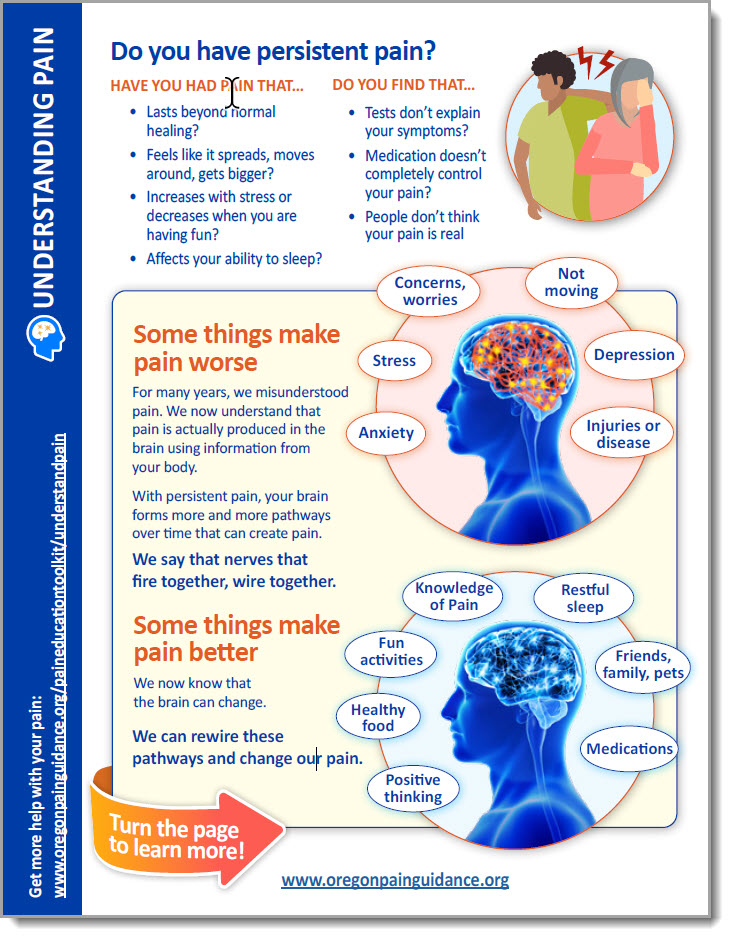 UNDERSTANDING PAIN
Get more help with your pain:
www.oregonpainguidance.org/paineducationtoolkit/understandpain
Do you have persistent pain?
HAVE YOU HAD PAIN THAT...
• Lasts beyond normal
healing?
• Feels like it spreads, moves
around, gets bigger?
• Increases with stress or
decreases when you are
having fun?
• Affects your ability to sleep?
DO YOU FIND THAT...
• Tests don't explain
your symptoms?
• Medication doesn't
completely control
your pain?
• People don't think
your pain is real
Some things make
pain worse
For many years, we misunderstood
pain. We now understand that
pain is actually produced in the
brain using information from
your body.
With persistent pain, your brain
forms more and more pathways
over time that can create pain.
We say that nerves that
fire together, wire together.
Concerns,
worries
Not
moving
Stress
Depression
Anxiety
Injuries or
disease
Some things make
pain better
We now know that
the brain can change.
We can rewire these
pathways and change our pain.
Knowledge
of Pain
Restful
sleep
Fun
activities
Friends,
family, pets
Healthy
food
Medications
Positive
thinking
Turn the page
to learn more!
www.oregonpainguidance.org